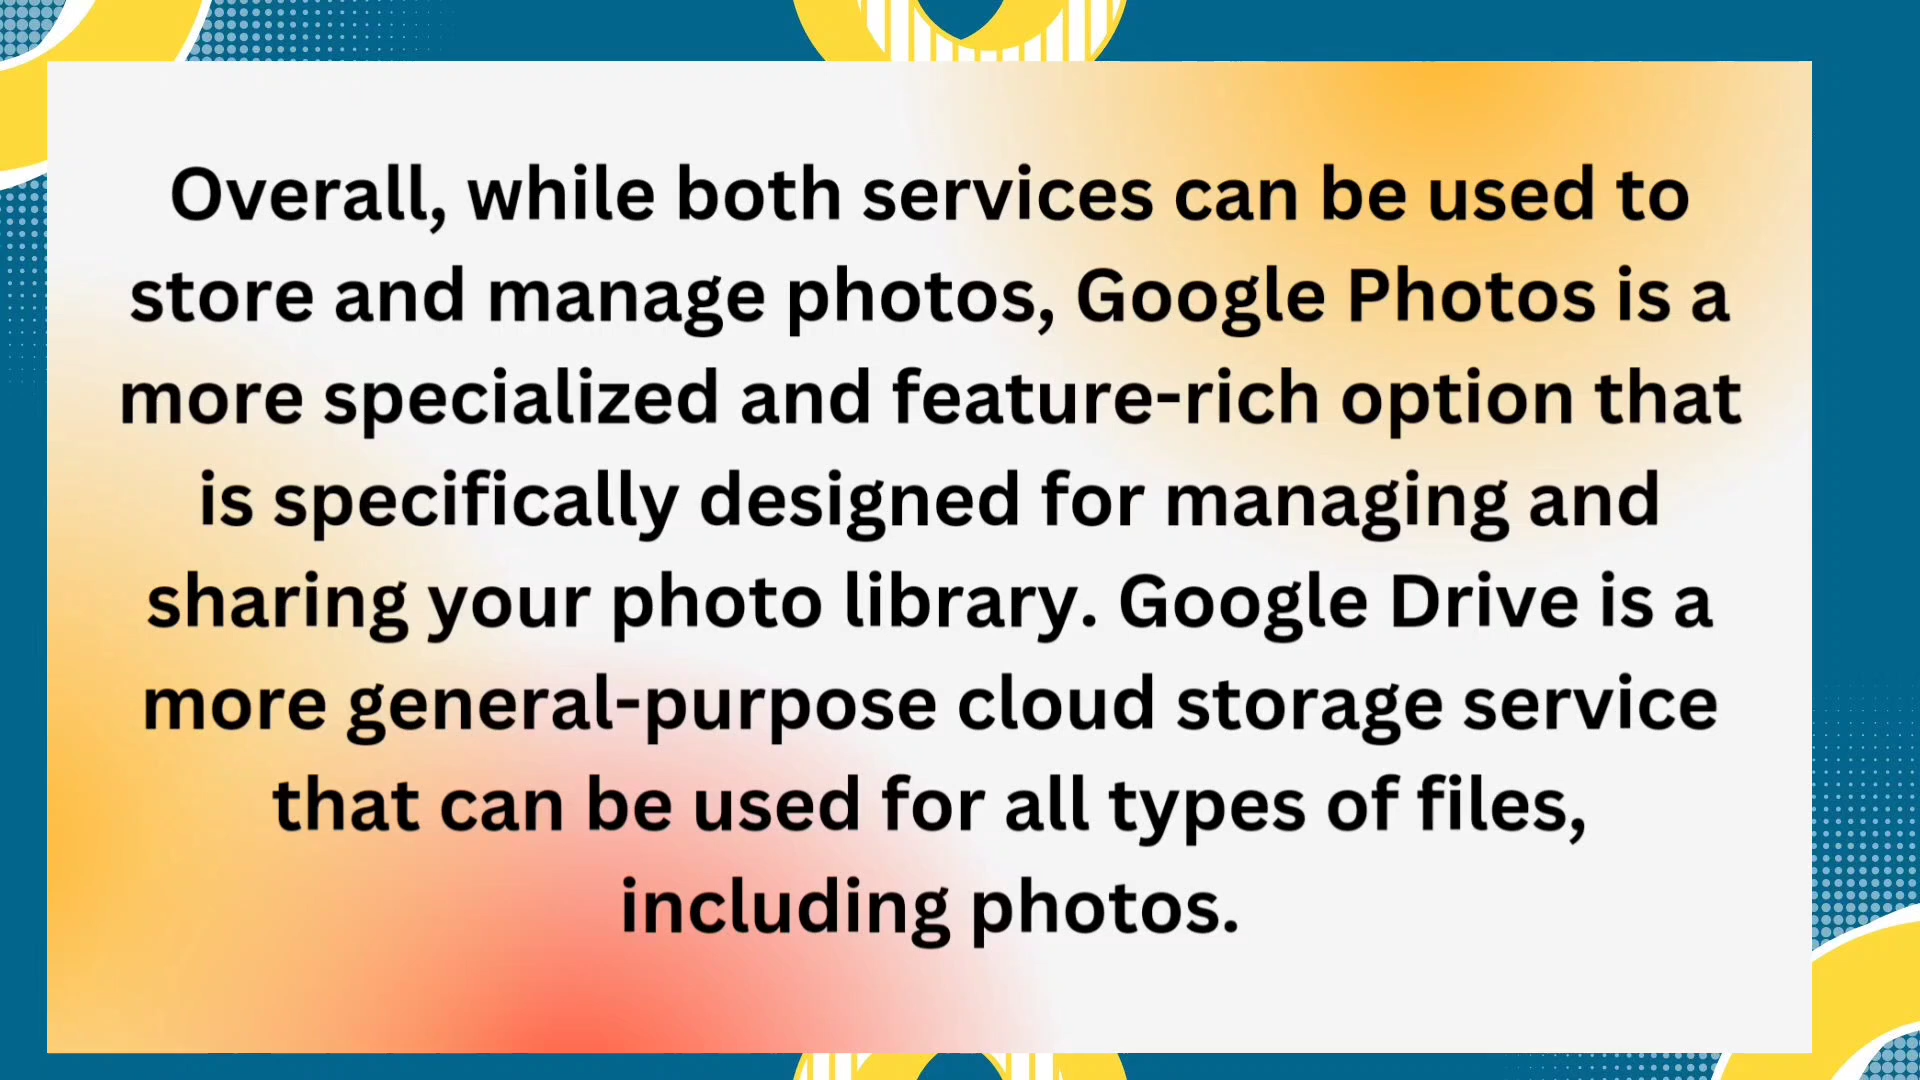 Overall, while both services can be used to
store and manage photos, Google Photos is a
more specialized and feature-rich option that
is specifically designed for managing and
sharing your photo library. Google Drive is a
more general-purpose cloud storage service
that can be used for all types of files,
including photos.